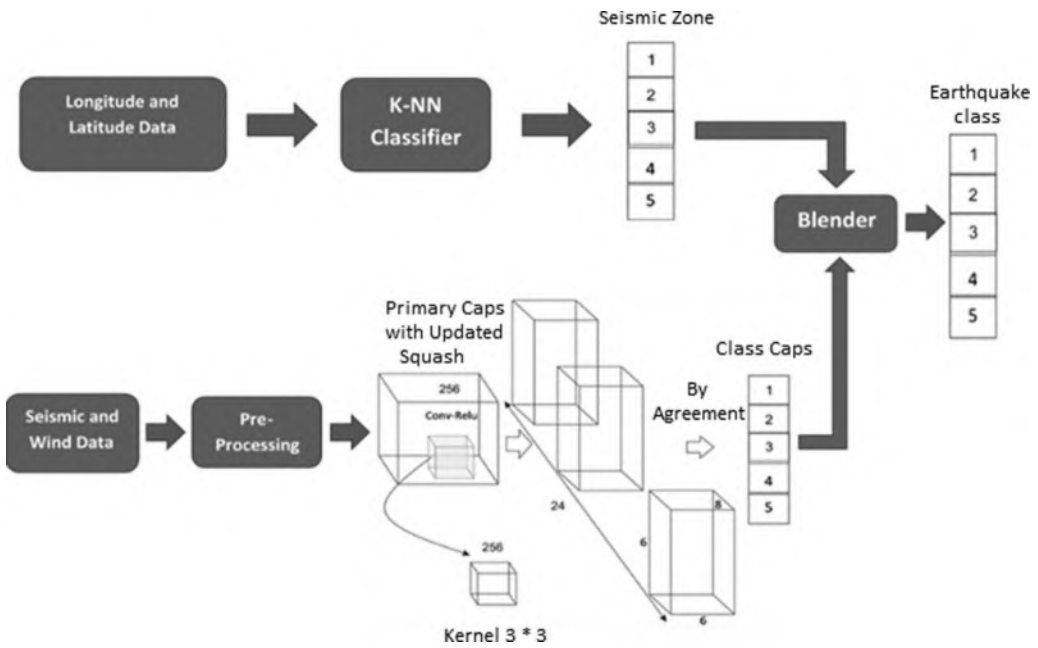 Seismic Zone
1
2
3
4
5
Longitude and
Latitude Data
K-NN
Classifier
Earthquake
class
1
2
3
4
5
Blender
Primary Caps
with Updated
Squash
256
Conv-Relu
Seismic and
Wind Data
Pre-
Processing
256
Kernel 3 * 3
24
6
8
6
By
Agreement
Class Caps
1
2
3
4
5